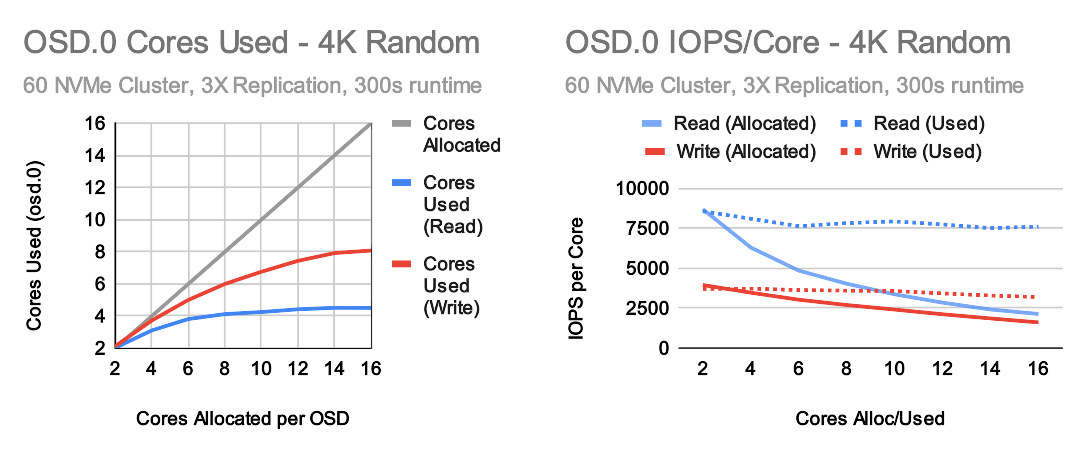 OSD.0 Cores Used - 4K Random
60 NVMe Cluster, 3X Replication, 300s runtime
16
14
12
10
8
6
4
2
Cores Used (osd.0)
2 4 6 8 10 12 14 16
Cores Allocated per OSD
Cores
Allocated
Cores
Used
(Read)
Cores
Used
(Write)
OSD.0 IOPS/Core - 4K Random
60 NVMe Cluster, 3X Replication, 300s runtime
Read (Allocated) Read (Used)
Write (Allocated) Write (Used)
10000
7500
5000
2500
0
IOPS per Core
2 4 6 8 10 12 14 16
Cores Alloc/Used